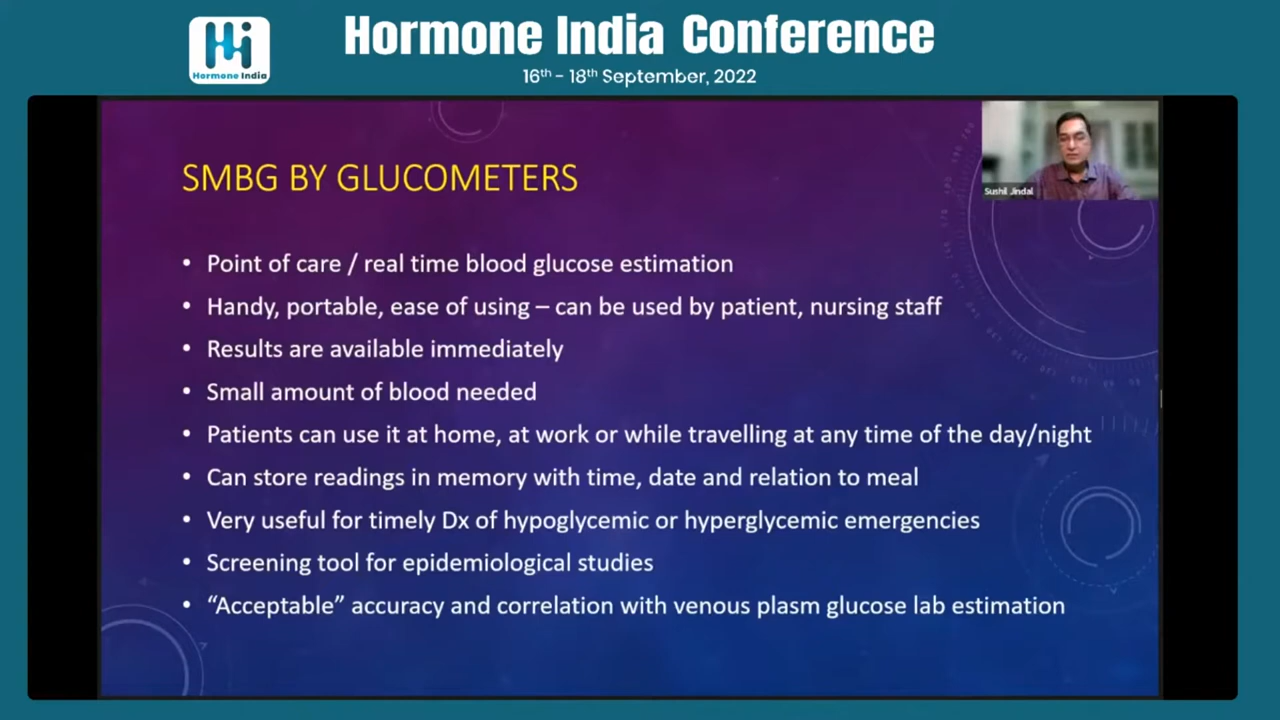 Hormone India Conference
16th - 18th September, 2022
Hormone India
Sushil Jindal
SMBG BY GLUCOMETERS
• Point of care / real time blood glucose estimation
• Handy, portable, ease of using – can be used by patient, nursing staff
• Results are available immediately
• Small amount of blood needed
• Patients can use it at home, at work or while travelling at any time of the day/night
• Can store readings in memory with time, date and relation to meal
• Very useful for timely Dx of hypoglycemic or hyperglycemic emergencies
• Screening tool for epidemiological studies
• “Acceptable” accuracy and correlation with venous plasm glucose lab estimation